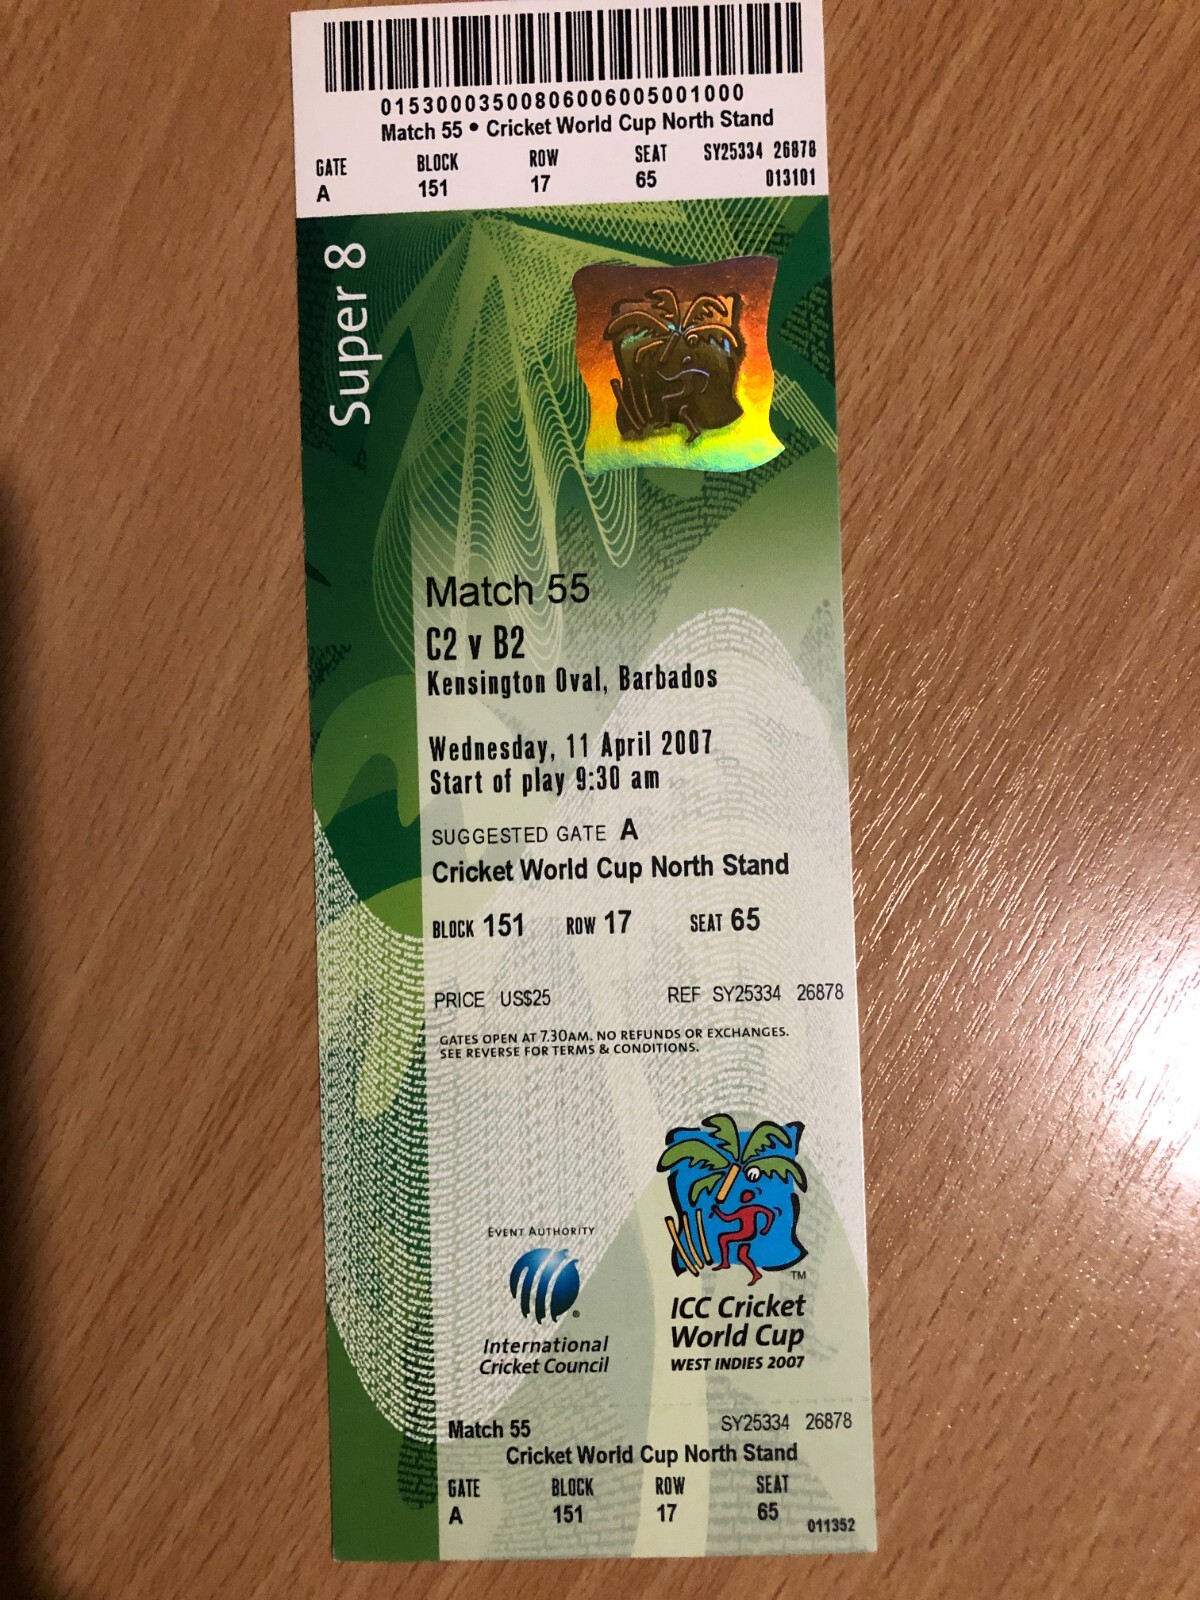 01530003500806006005001000
Match 55 • Cricket World Cup North Stand
GATE BLOCK ROW SEAT SY25334 26878
A 151 17 65 013101
Super 8
Match 55
C2 v B2
Kensington Oval, Barbados
Wednesday, 11 April 2007
Start of play 9:30 am
SUGGESTED GATE A
Cricket World Cup North Stand
BLOCK 151 ROW 17 SEAT 65
PRICE US$25 REF SY25334 26878
GATES OPEN AT 7.30AM. NO REFUNDS OR EXCHANGES.
SEE REVERSE FOR TERMS & CONDITIONS.
EVENT AUTHORITY
International
Cricket Council
TM
ICC Cricket
World Cup
WEST INDIES 2007
Match 55 SY25334 26878
Cricket World Cup North Stand
GATE BLOCK ROW SEAT
A 151 17 65 011352